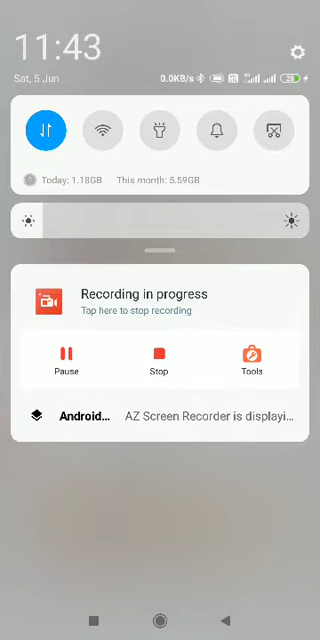 11:43
Sat, 5 Jun
0.0KB/s
20
Today: 1.18GB
This month: 5.59GB
Recording in progress
Tap here to stop recording
Pause
Stop
Tools
Android...
AZ Screen Recorder is displayi...